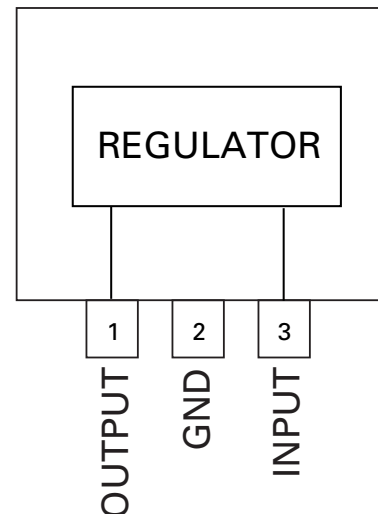 REGULATOR
1 2 3
OUTPUT
GND
INPUT